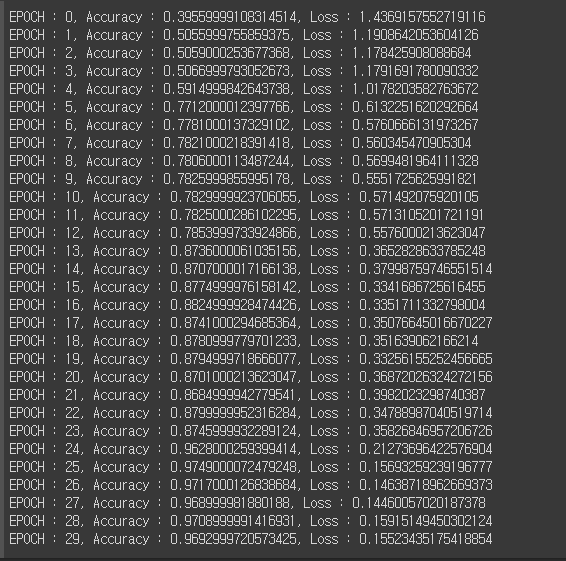 EPOCH : 0, Accuracy : 0.39559999108314514, Loss : 1.4369157552719116
EPOCH : 1, Accuracy : 0.5055999755859375, Loss : 1.1908642053604126
EPOCH : 2, Accuracy : 0.5059000253677368, Loss : 1.178425908088684
EPOCH : 3, Accuracy : 0.5066999793052673, Loss : 1.1791691780090332
EPOCH : 4, Accuracy : 0.5914999842643738, Loss : 1.0178203582763672
EPOCH : 5, Accuracy : 0.7712000012397766, Loss : 0.6132251620292664
EPOCH : 6, Accuracy : 0.7781000137329102, Loss : 0.5760666131973267
EPOCH : 7, Accuracy : 0.7821000218391418, Loss : 0.560345470905304
EPOCH : 8, Accuracy : 0.7806000113487244, Loss : 0.5699481964111328
EPOCH : 9, Accuracy : 0.7825999855995178, Loss : 0.5551725625991821
EPOCH : 10, Accuracy : 0.7829999923706055, Loss : 0.571492075920105
EPOCH : 11, Accuracy : 0.7825000286102295, Loss : 0.5713105201721191
EPOCH : 12, Accuracy : 0.7853999733924866, Loss : 0.5576000213623047
EPOCH : 13, Accuracy : 0.8736000061035156, Loss : 0.3652828633785248
EPOCH : 14, Accuracy : 0.8707000017166138, Loss : 0.37998759746551514
EPOCH : 15, Accuracy : 0.8774999976158142, Loss : 0.3341686725616455
EPOCH : 16, Accuracy : 0.8824999928474426, Loss : 0.3351711332798004
EPOCH : 17, Accuracy : 0.8741000294685364, Loss : 0.35076645016670227
EPOCH : 18, Accuracy : 0.8780999779701233, Loss : 0.351639062166214
EPOCH : 19, Accuracy : 0.8794999718666077, Loss : 0.33256155252456665
EPOCH : 20, Accuracy : 0.8701000213623047, Loss : 0.36872026324272156
EPOCH : 21, Accuracy : 0.8684999942779541, Loss : 0.3982023298740387
EPOCH : 22, Accuracy : 0.8799999952316284, Loss : 0.34788987040519714
EPOCH : 23, Accuracy : 0.8745999932289124, Loss : 0.35826846957206726
EPOCH : 24, Accuracy : 0.9628000259399414, Loss : 0.21273696422576904
EPOCH : 25, Accuracy : 0.9749000072479248, Loss : 0.156932592391967​77
EPOCH : 26, Accuracy : 0.9717000126838684, Loss : 0.14638718962669373
EPOCH : 27, Accuracy : 0.968999981880188, Loss : 0.14460057020187378
EPOCH : 28, Accuracy : 0.9708999991416931, Loss : 0.15915149450302124
EPOCH : 29, Accuracy : 0.9692999720573425, Loss : 0.15523435175418854